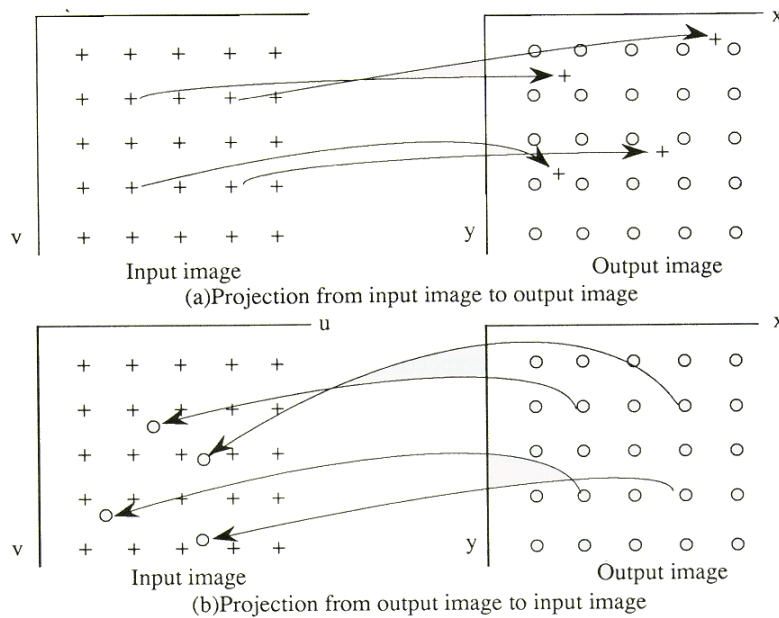 x
v
y
Input image
Output image
(a)Projection from input image to output image
u
x
v
y
Input image
Output image
(b)Projection from output image to input image